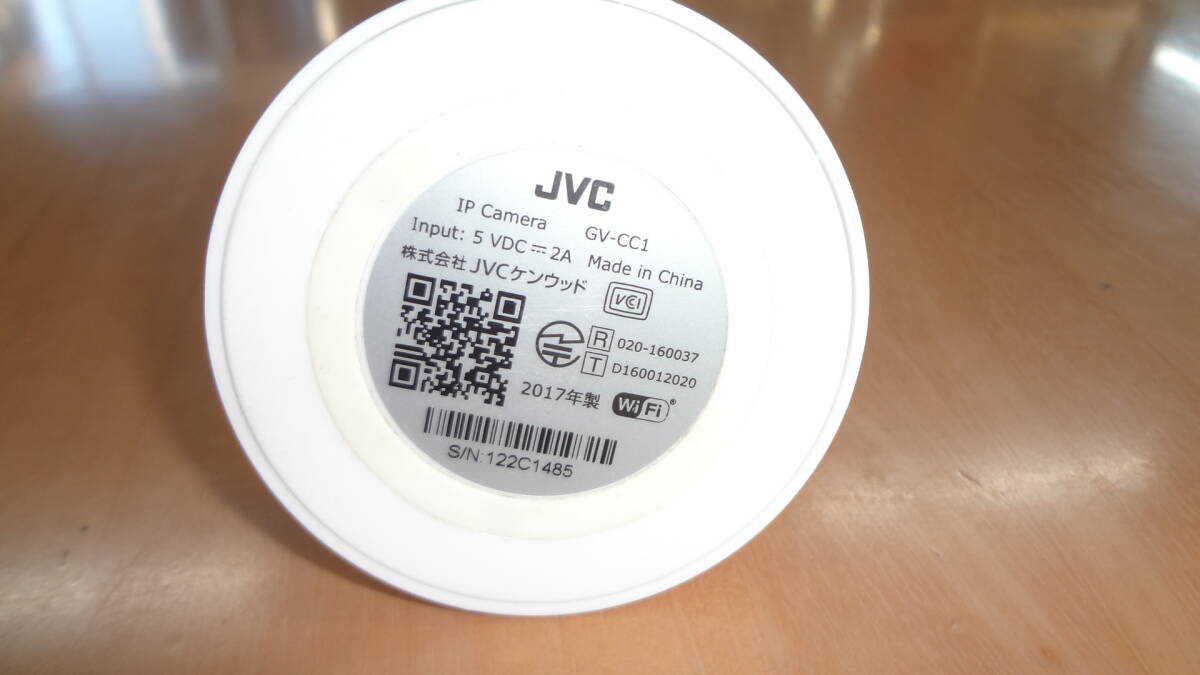 JVC
IP Camera GV-CC1
Input: 5 VDC⎓2A Made in China
株式会社 JVCケンウッド VCCI
R 020-160037
T D160012020
2017年製 WiFi®
S/N:122C1485